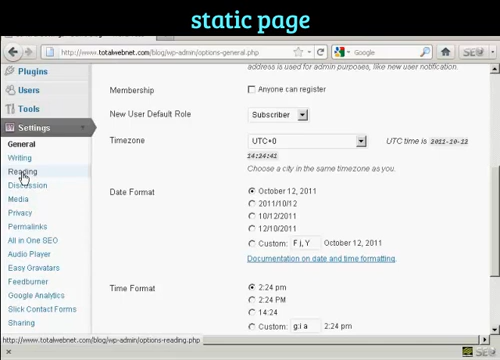 static page
www.totalwebnet.com/blog/wp-admin/options-general.php
Google
SEO
Plugins
Users
Tools
Settings
General
Writing
Reading
Discussion
Media
Privacy
Permalinks
All in One SEO
Audio Player
Easy Gravatars
Feedburner
Google Analytics
Slick Contact Forms
Sharing
address is used for admin purposes, like new user notification.
Membership
Anyone can register
New User Default Role
Subscriber
Timezone
UTC+0
UTC time is 2011-10-12
14:24:41
Choose a city in the same timezone as you.
Date Format
October 12, 2011
2011/10/12
10/12/2011
12/10/2011
Custom: F j, Y October 12, 2011
Documentation on date and time formatting.
Time Format
2:24 pm
2:24 PM
14:24
Custom: g:i a 2:24 pm
http://www.totalwebnet.com/blog/wp-admin/options-reading.php
SEO